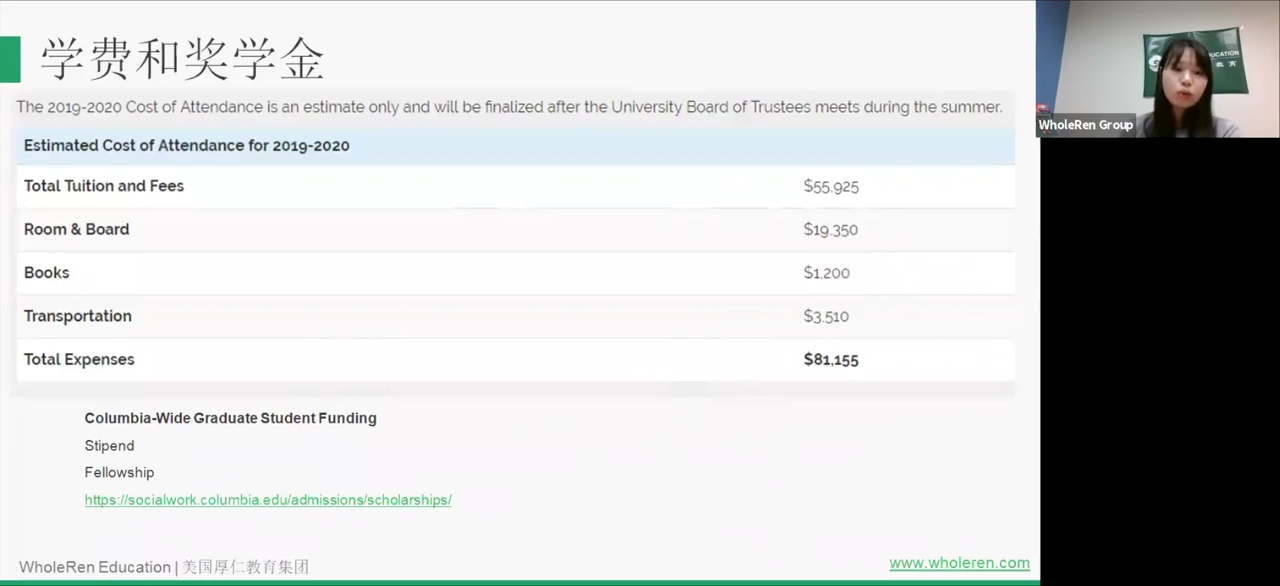 学费和奖学金
The 2019-2020 Cost of Attendance is an estimate only and will be finalized after the University Board of Trustees meets during the summer.
Estimated Cost of Attendance for 2019-2020
Total Tuition and Fees $55,925
Room & Board $19,350
Books $1,200
Transportation $3,510
Total Expenses $81,155
Columbia-Wide Graduate Student Funding
Stipend
Fellowship
https://socialwork.columbia.edu/admissions/scholarships/
WholeRen Education | 美国厚仁教育集团
www.wholeren.com
教育
WholeRen Group